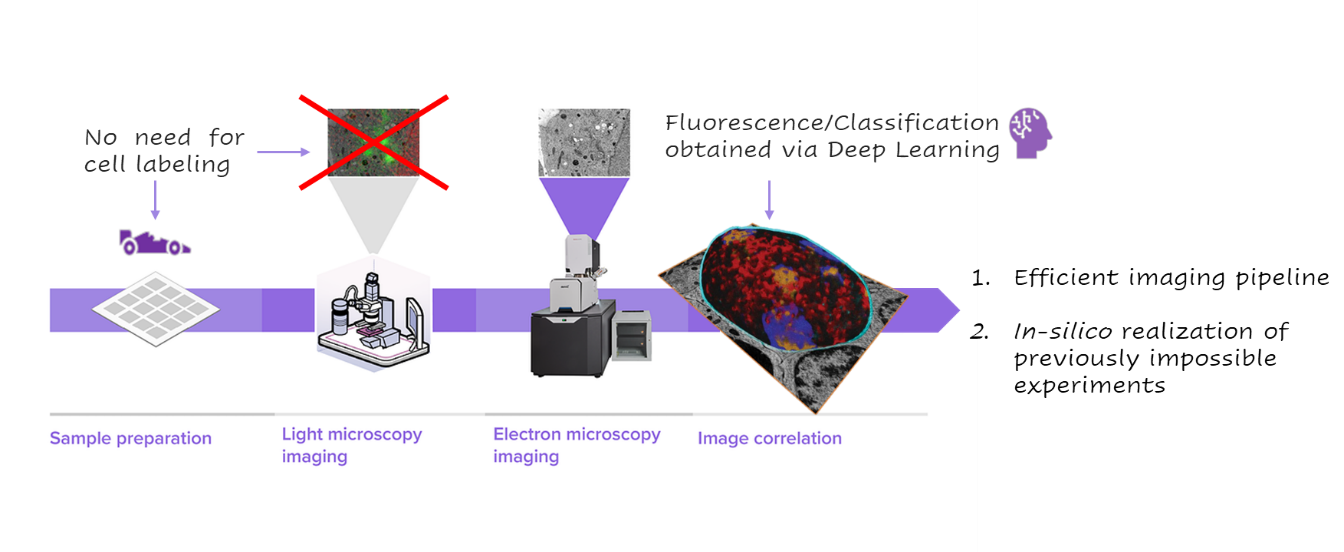 No need for
cell labeling
Fluorescence/Classification
obtained via Deep Learning
1. Efficient imaging pipeline
2. In-silico realization of
previously impossible
experiments
Sample preparation
Light microscopy
imaging
Electron microscopy
imaging
Image correlation